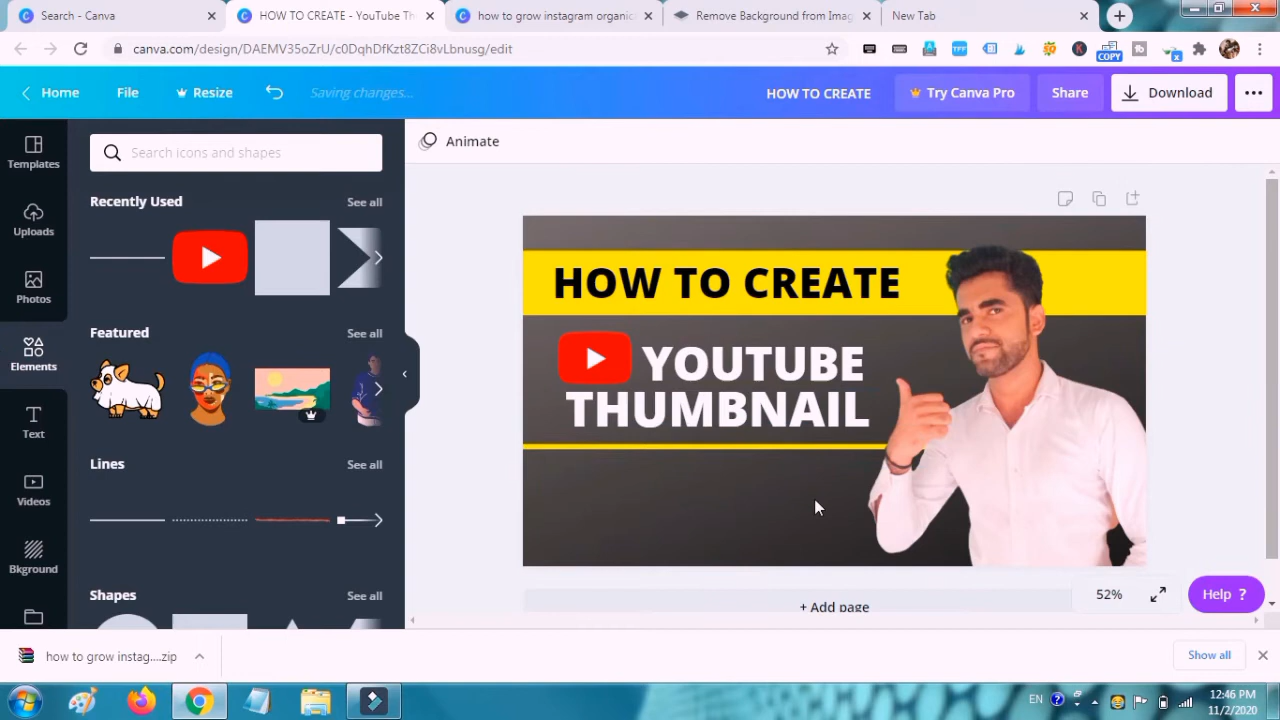 Search - Canva
HOW TO CREATE - YouTube Th
how to grow instagram organic
Remove Background from Imag
New Tab
canva.com/design/DAEMV35oZrU/c0DqhDfKzt8ZCi8vLbnusg/edit
TFF
COPY
Home
File
Resize
Saving changes...
HOW TO CREATE
Try Canva Pro
Share
Download
Templates
Uploads
Photos
Elements
Text
Videos
Bkground
Search icons and shapes
Recently Used
See all
Featured
See all
Lines
See all
Shapes
See all
Animate
HOW TO CREATE
YOUTUBE
THUMBNAIL
+ Add page
52%
Help ?
how to grow instag....zip
Show all
EN
12:46 PM
11/2/2020